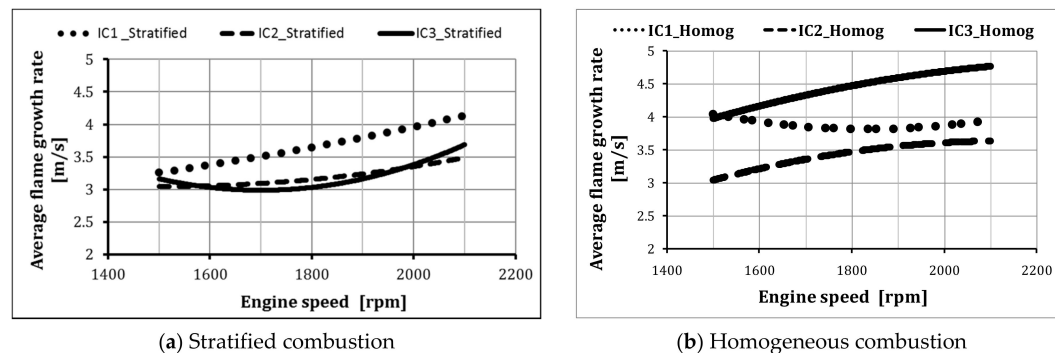 IC1 _Stratified IC2_Stratified IC3_Stratified
5
4.5
4
3.5
3
2.5
2
Average flame growth rate
[m/s]
1400 1600 1800 2000 2200
Engine speed [rpm]
(a) Stratified combustion
IC1_Homog IC2_Homog IC3_Homog
5
4.5
4
3.5
3
2.5
2
Average flame growth rate
[m/s]
1400 1600 1800 2000 2200
Engine speed [rpm]
(b) Homogeneous combustion